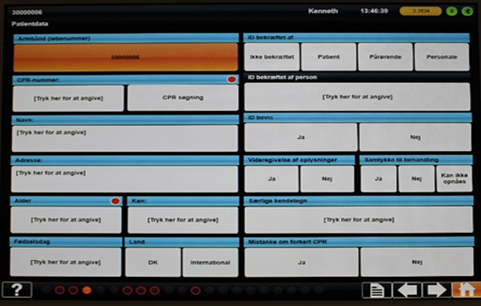 30000006 Kenneth 13:46:39
Patientdata
Armbånd (løbenummer)
30000006
ID bekræftet af
Ikke bekræftet Patient Pårørende Personale
CPR-nummer:
[Tryk her for at angive] CPR søgning
ID bekræftet af person
[Tryk her for at angive]
Navn:
[Tryk her for at angive]
ID bevis
Ja Nej
Adresse:
[Tryk her for at angive]
Videregivelse af oplysninger
Ja Nej
Samtykke til behandling
Ja Nej Kan ikke
opnåes
Alder
[Tryk her for at angive]
Køn:
[Tryk her for at angive]
Særlige kendetegn
[Tryk her for at angive]
Fødselsdag
[Tryk her for at angive]
Land
DK International
Mistanke om forkert CPR
Ja Nej
?